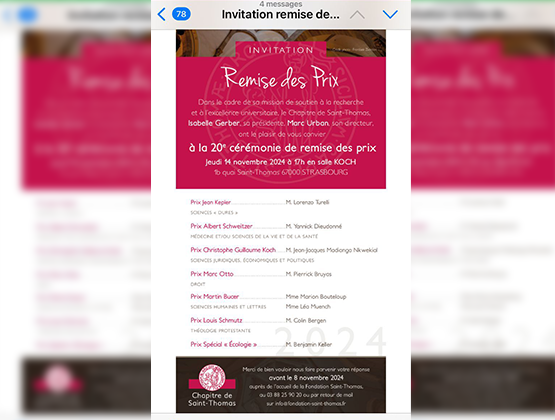 4 messages
78
Invitation remise de...
INVITATION
Remise des Prix
Dans le cadre de sa mission de soutien à la recherche
et à l'excellence universitaire, le Chapitre de Saint-Thomas,
Isabelle Gerber, sa présidente, Marc Urban, son directeur,
ont le plaisir de vous convier
à la 20e cérémonie de remise des prix
Jeudi 14 novembre 2024 à 17h en salle KOCH
1b quai Saint-Thomas 67000 STRASBOURG
Prix Jean Kepler M. Lorenzo Turelli
SCIENCES « DURES »
Prix Albert Schweitzer M. Yannick Dieudonné
MÉDECINE ET/OU SCIENCES DE LA VIE ET DE LA SANTÉ
Prix Christophe Guillaume Koch M. Jean-Jacques Madianga Nkwekial
SCIENCES JURIDIQUES, ÉCONOMIQUES ET POLITIQUES
Prix Marc Otto M. Pierrick Bruyas
DROIT
Prix Martin Bucer Mme Marion Bouteloup
SCIENCES HUMAINES ET LETTRES Mme Léo Muench
Prix Louis Schmutz M. Colin Bergen
THÉOLOGIE PROTESTANTE
Prix Spécial « Écologie » M. Benjamin Keller
2024
Merci de bien vouloir nous faire parvenir votre réponse
avant le 8 novembre 2024
auprès de l'accueil de la Fondation Saint-Thomas,
au 03 88 25 90 20 ou par retour de mail
sur info@fondation-saint-thomas.fr
Chapitre de
Saint-Thomas